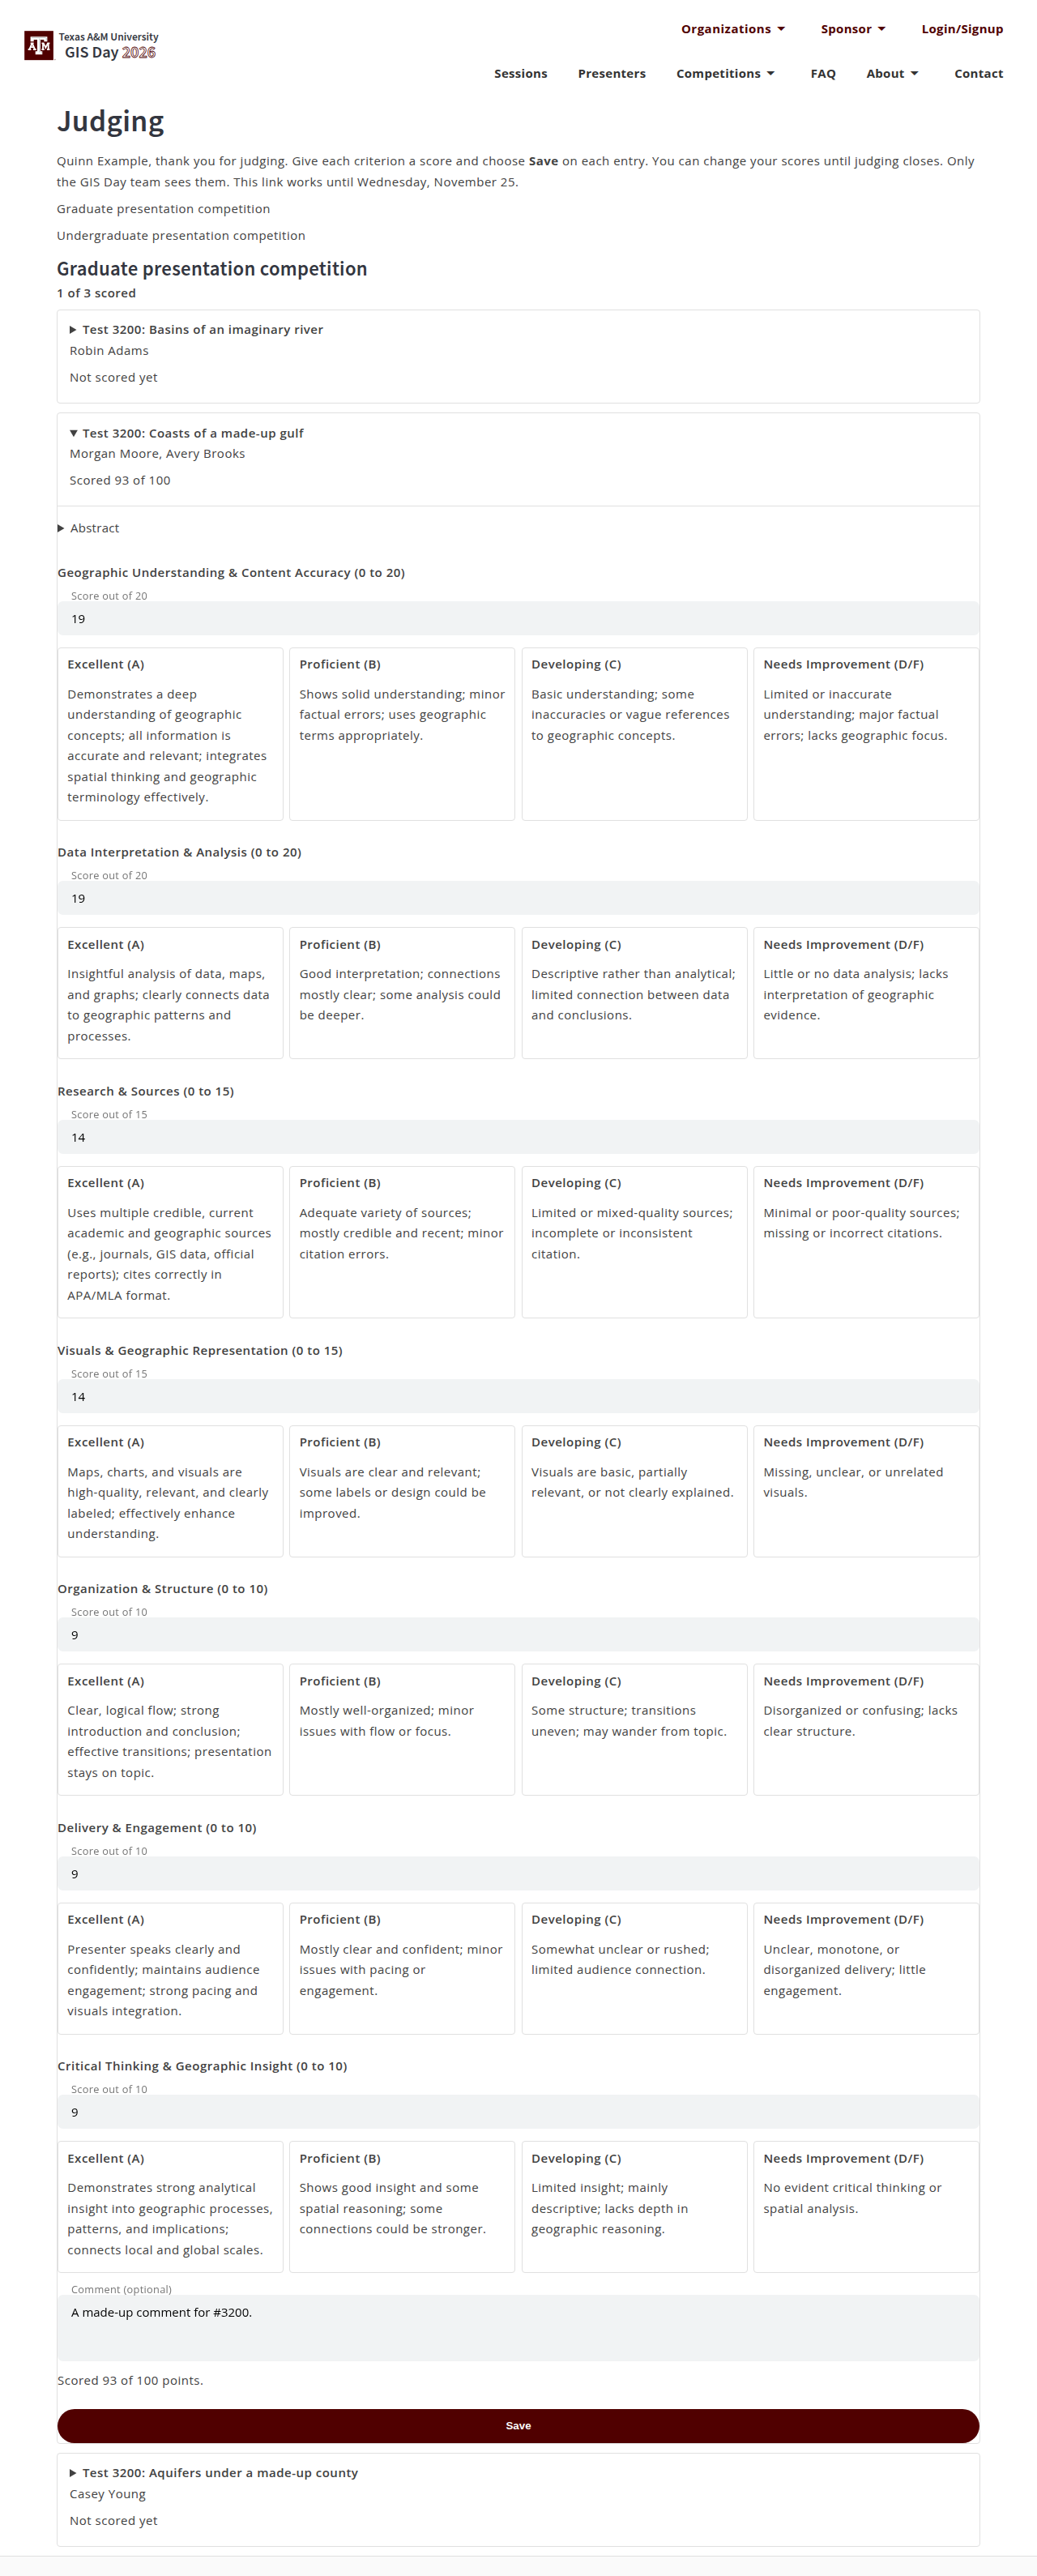 Texas A&M University
GIS Day 2026
Organizations
Sponsor
Login/Signup
Sessions
Presenters
Competitions
FAQ
About
Contact
Judging
Quinn Example, thank you for judging. Give each criterion a score and choose Save on each entry. You can change your scores until judging closes. Only
the GIS Day team sees them. This link works until Wednesday, November 25.
Graduate presentation competition
Undergraduate presentation competition
Graduate presentation competition
1 of 3 scored
Test 3200: Basins of an imaginary river
Robin Adams
Not scored yet
Test 3200: Coasts of a made-up gulf
Morgan Moore, Avery Brooks
Scored 93 of 100
Abstract
Geographic Understanding & Content Accuracy (0 to 20)
Score out of 20
19
Excellent (A)
Demonstrates a deep
understanding of geographic
concepts; all information is
accurate and relevant; integrates
spatial thinking and geographic
terminology effectively.
Proficient (B)
Shows solid understanding; minor
factual errors; uses geographic
terms appropriately.
Developing (C)
Basic understanding; some
inaccuracies or vague references
to geographic concepts.
Needs Improvement (D/F)
Limited or inaccurate
understanding; major factual
errors; lacks geographic focus.
Data Interpretation & Analysis (0 to 20)
Score out of 20
19
Excellent (A)
Insightful analysis of data, maps,
and graphs; clearly connects data
to geographic patterns and
processes.
Proficient (B)
Good interpretation; connections
mostly clear; some analysis could
be deeper.
Developing (C)
Descriptive rather than analytical;
limited connection between data
and conclusions.
Needs Improvement (D/F)
Little or no data analysis; lacks
interpretation of geographic
evidence.
Research & Sources (0 to 15)
Score out of 15
14
Excellent (A)
Uses multiple credible, current
academic and geographic sources
(e.g., journals, GIS data, official
reports); cites correctly in
APA/MLA format.
Proficient (B)
Adequate variety of sources;
mostly credible and recent; minor
citation errors.
Developing (C)
Limited or mixed-quality sources;
incomplete or inconsistent
citation.
Needs Improvement (D/F)
Minimal or poor-quality sources;
missing or incorrect citations.
Visuals & Geographic Representation (0 to 15)
Score out of 15
14
Excellent (A)
Maps, charts, and visuals are
high-quality, relevant, and clearly
labeled; effectively enhance
understanding.
Proficient (B)
Visuals are clear and relevant;
some labels or design could be
improved.
Developing (C)
Visuals are basic, partially
relevant, or not clearly explained.
Needs Improvement (D/F)
Missing, unclear, or unrelated
visuals.
Organization & Structure (0 to 10)
Score out of 10
9
Excellent (A)
Clear, logical flow; strong
introduction and conclusion;
effective transitions; presentation
stays on topic.
Proficient (B)
Mostly well-organized; minor
issues with flow or focus.
Developing (C)
Some structure; transitions
uneven; may wander from topic.
Needs Improvement (D/F)
Disorganized or confusing; lacks
clear structure.
Delivery & Engagement (0 to 10)
Score out of 10
9
Excellent (A)
Presenter speaks clearly and
confidently; maintains audience
engagement; strong pacing and
visuals integration.
Proficient (B)
Mostly clear and confident; minor
issues with pacing or
engagement.
Developing (C)
Somewhat unclear or rushed;
limited audience connection.
Needs Improvement (D/F)
Unclear, monotone, or
disorganized delivery; little
engagement.
Critical Thinking & Geographic Insight (0 to 10)
Score out of 10
9
Excellent (A)
Demonstrates strong analytical
insight into geographic processes,
patterns, and implications;
connects local and global scales.
Proficient (B)
Shows good insight and some
spatial reasoning; some
connections could be stronger.
Developing (C)
Limited insight; mainly
descriptive; lacks depth in
geographic reasoning.
Needs Improvement (D/F)
No evident critical thinking or
spatial analysis.
Comment (optional)
A made-up comment for #3200.
Scored 93 of 100 points.
Save
Test 3200: Aquifers under a made-up county
Casey Young
Not scored yet